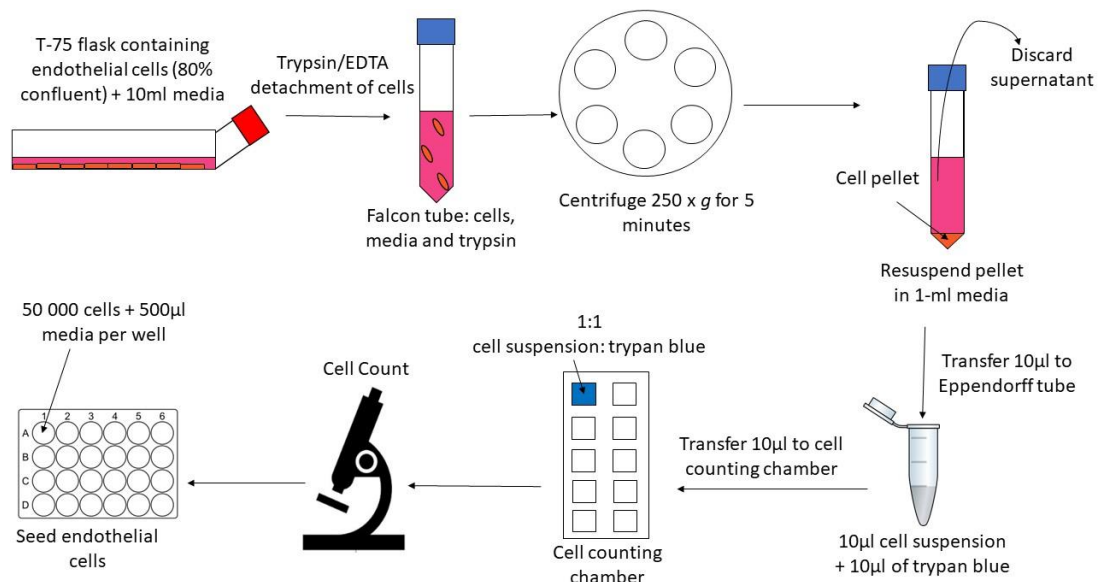 T-75 flask containing
endothelial cells (80%
confluent) + 10ml media
Trypsin/EDTA
detachment of cells
Falcon tube: cells,
media and trypsin
Centrifuge 250 x g for 5
minutes
Discard
supernatant
Cell pellet
Resuspend pellet
in 1-ml media
Transfer 10µl to
Eppendorff tube
10µl cell suspension
+ 10µl of trypan blue
Transfer 10µl to cell
counting chamber
1:1
cell suspension: trypan blue
Cell counting
chamber
Cell Count
50 000 cells + 500µl
media per well
1 2 3 4 5 6
A
B
C
D
Seed endothelial
cells